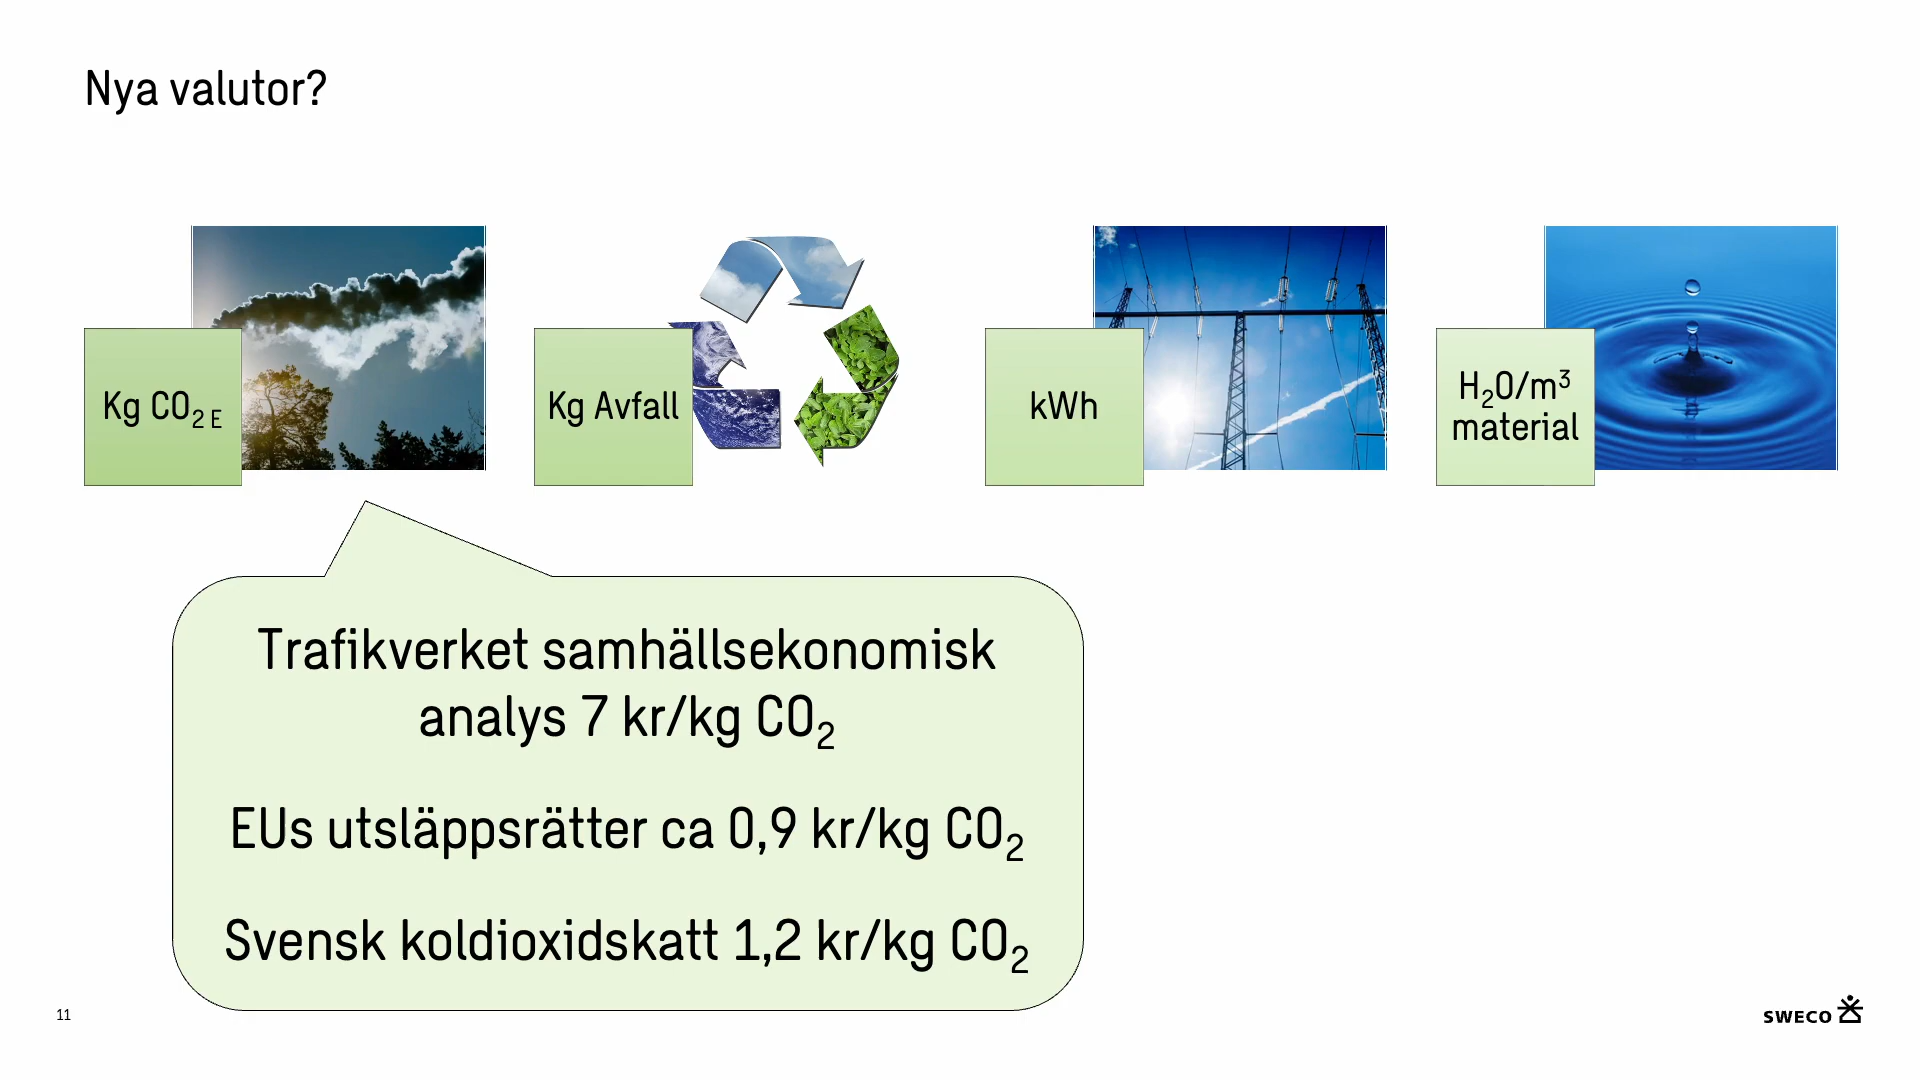 Nya valutor?
Kg CO₂ E
Kg Avfall
kWh
H₂O/m³
material
Trafikverket samhällsekonomisk
analys 7 kr/kg CO₂
EUs utsläppsrätter ca 0,9 kr/kg CO₂
Svensk koldioxidskatt 1,2 kr/kg CO₂
11
SWECO